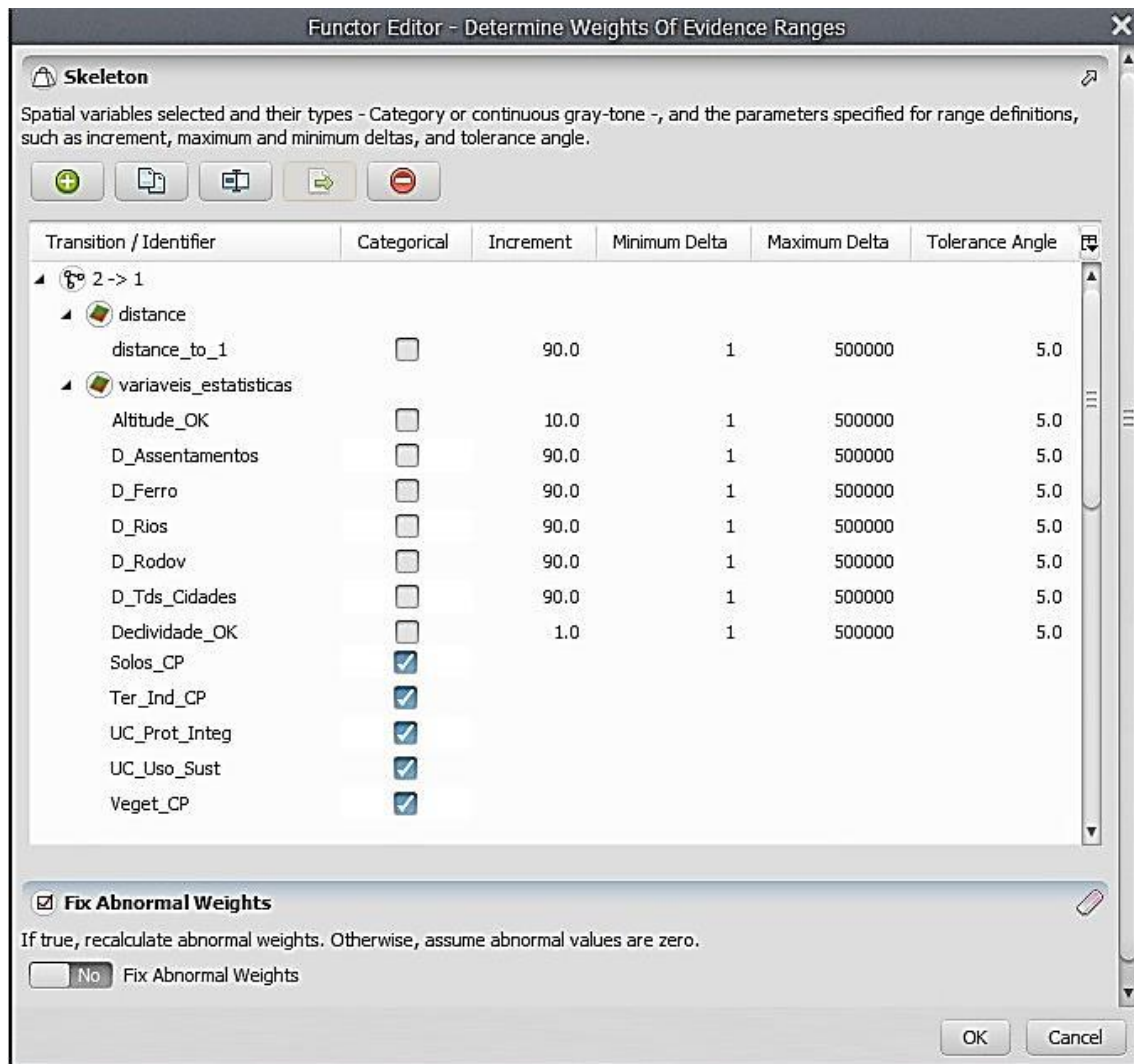 Functor Editor - Determine Weights Of Evidence Ranges
Skeleton
Spatial variables selected and their types - Category or continuous gray-tone -, and the parameters specified for range definitions,
such as increment, maximum and minimum deltas, and tolerance angle.
Transition / Identifier Categorical Increment Minimum Delta Maximum Delta Tolerance Angle
2 -> 1
distance
distance_to_1 90.0 1 500000 5.0
variaveis_estatisticas
Altitude_OK 10.0 1 500000 5.0
D_Assentamentos 90.0 1 500000 5.0
D_Ferro 90.0 1 500000 5.0
D_Rios 90.0 1 500000 5.0
D_Rodov 90.0 1 500000 5.0
D_Tds_Cidades 90.0 1 500000 5.0
Declividade_OK 1.0 1 500000 5.0
Solos_CP
Ter_Ind_CP
UC_Prot_Integ
UC_Uso_Sust
Veget_CP
Fix Abnormal Weights
If true, recalculate abnormal weights. Otherwise, assume abnormal values are zero.
No Fix Abnormal Weights
OK Cancel